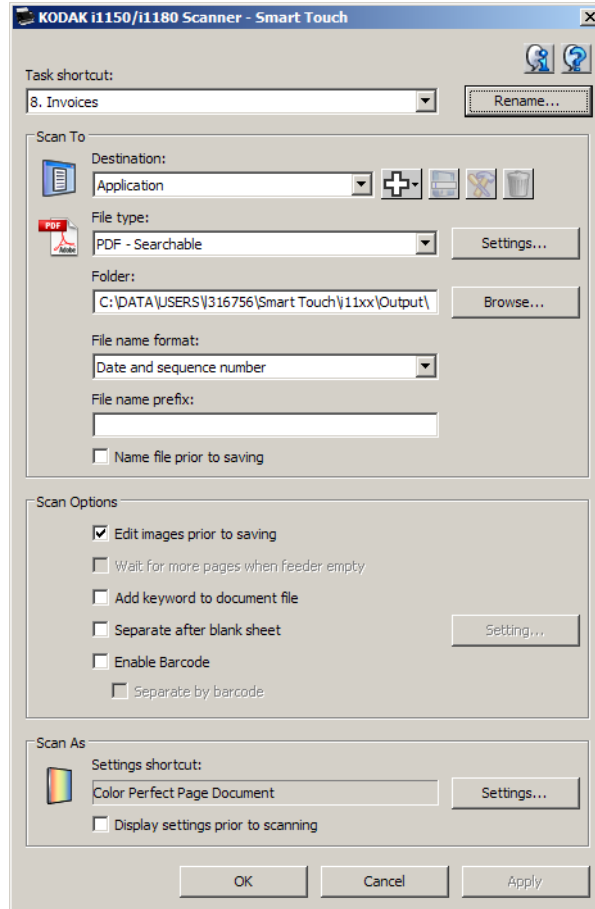 KODAK i1150/i1180 Scanner - Smart Touch
Task shortcut:
8. Invoices
Rename...
Scan To
Destination:
Application
PDF
Adobe
File type:
PDF - Searchable
Settings...
Folder:
C:\DATA\USERS\l316756\Smart Touch\i11xx\Output\
Browse...
File name format:
Date and sequence number
File name prefix:
Name file prior to saving
Scan Options
Edit images prior to saving
Wait for more pages when feeder empty
Add keyword to document file
Separate after blank sheet
Setting...
Enable Barcode
Separate by barcode
Scan As
Settings shortcut:
Color Perfect Page Document
Settings...
Display settings prior to scanning
OK
Cancel
Apply